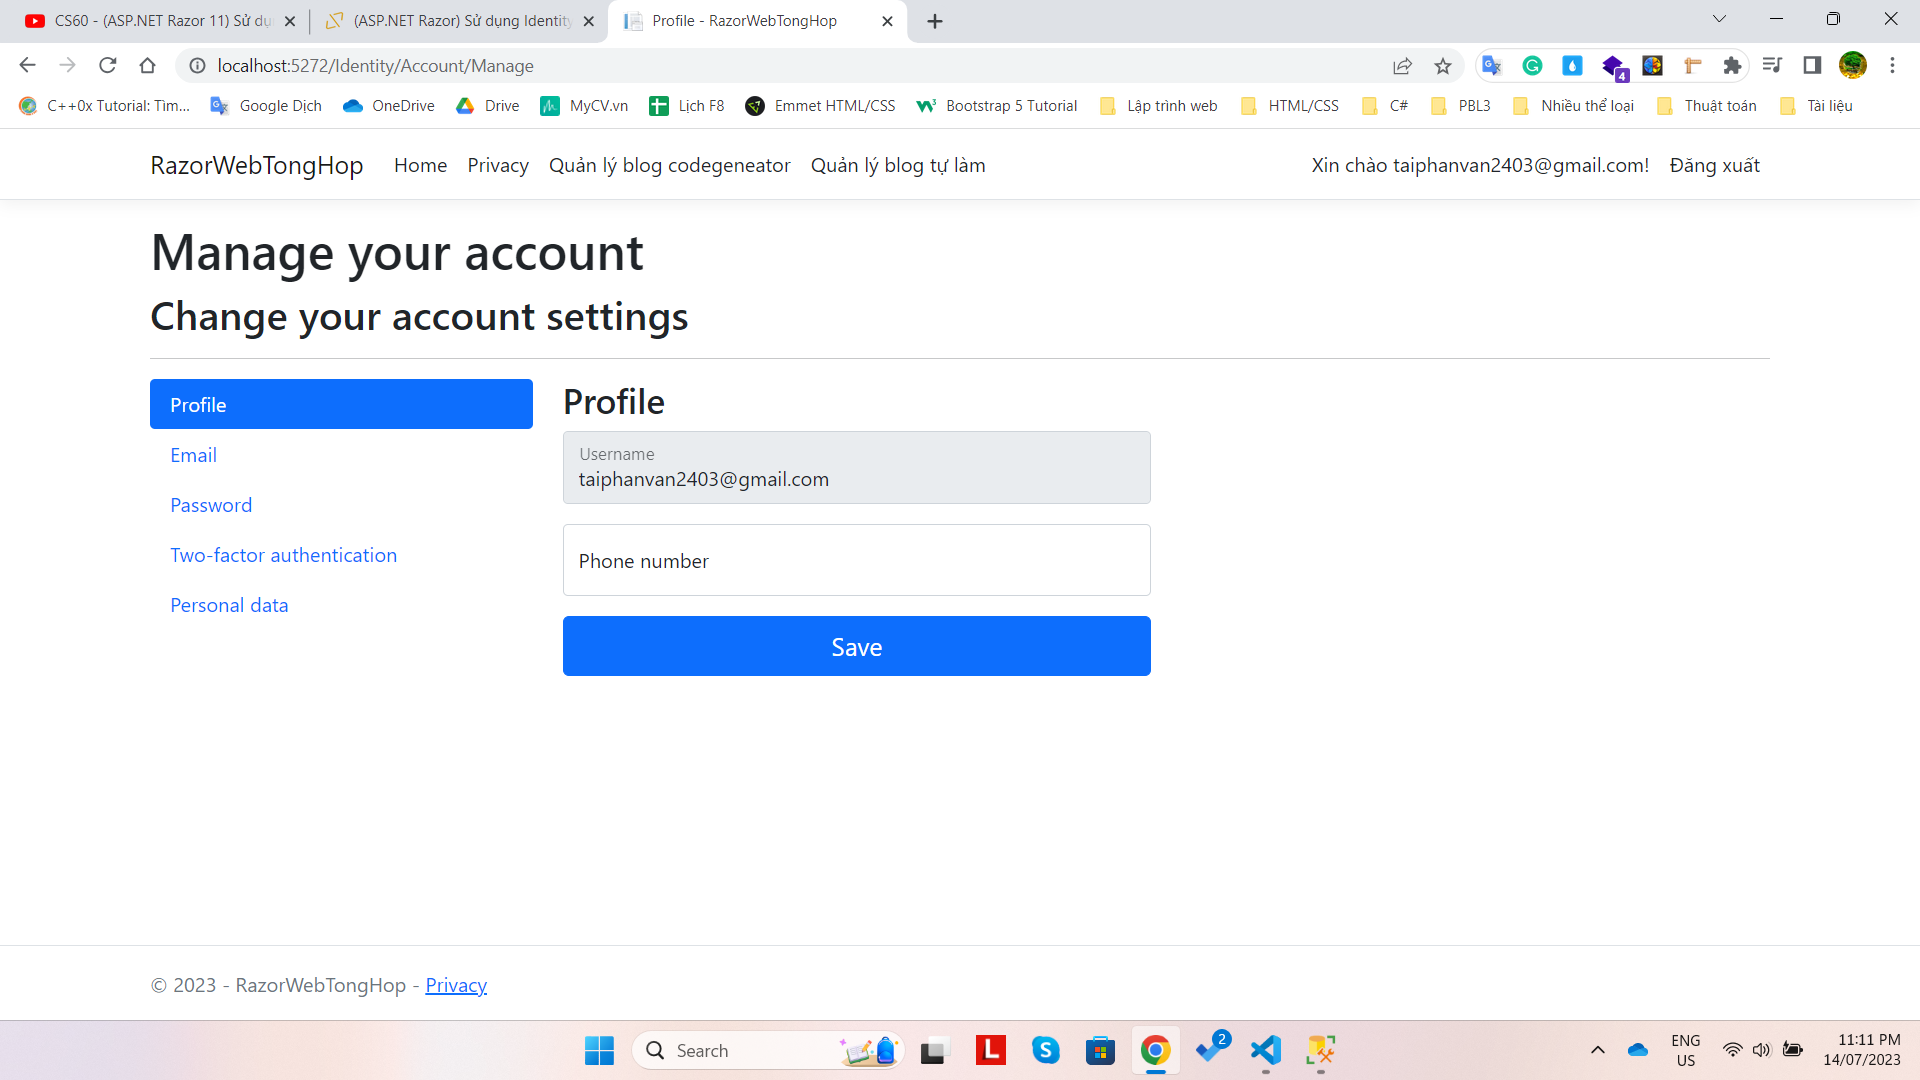 CS60 - (ASP.NET Razor 11) Sử dụ
(ASP.NET Razor) Sử dụng Identity
Profile - RazorWebTongHop
localhost:5272/Identity/Account/Manage
4
C++0x Tutorial: Tìm...
Google Dịch
OneDrive
Drive
MyCV.vn
Lịch F8
Emmet HTML/CSS
Bootstrap 5 Tutorial
Lập trình web
HTML/CSS
C#
PBL3
Nhiều thể loại
Thuật toán
Tài liệu
RazorWebTongHop
Home
Privacy
Quản lý blog codegeneator
Quản lý blog tự làm
Xin chào taiphanvan2403@gmail.com!
Đăng xuất
Manage your account
Change your account settings
Profile
Email
Password
Two-factor authentication
Personal data
Profile
Username
taiphanvan2403@gmail.com
Phone number
Save
© 2023 - RazorWebTongHop - Privacy
Search
L
S
2
ENG
US
11:11 PM
14/07/2023